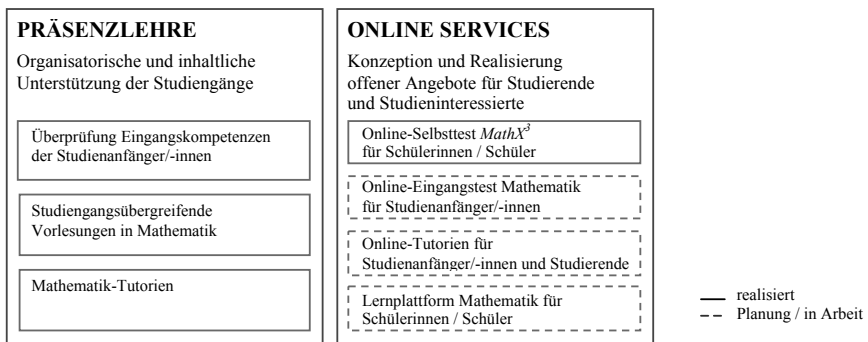 PRÄSENZLEHRE
Organisatorische und inhaltliche
Unterstützung der Studiengänge
Überprüfung Eingangskompetenzen
der Studienanfänger/-innen
Studiengangsübergreifende
Vorlesungen in Mathematik
Mathematik-Tutorien
ONLINE SERVICES
Konzeption und Realisierung
offener Angebote für Studierende
und Studieninteressierte
Online-Selbsttest MathX³
für Schülerinnen / Schüler
Online-Eingangstest Mathematik
für Studienanfänger/-innen
Online-Tutorien für
Studienanfänger/-innen und Studierende
Lernplattform Mathematik für
Schülerinnen / Schüler
realisiert
Planung / in Arbeit